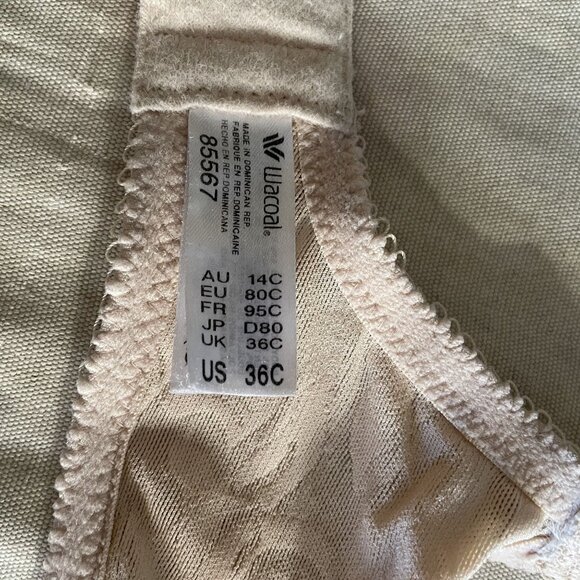 Wacoal®
MADE IN DOMINICAN REP
FABRIQUE EN REP DOMINICAINE
HECHO EN REP DOMINICANA
85567
AU 14C
EU 80C
FR 95C
JP D80
UK 36C
US 36C